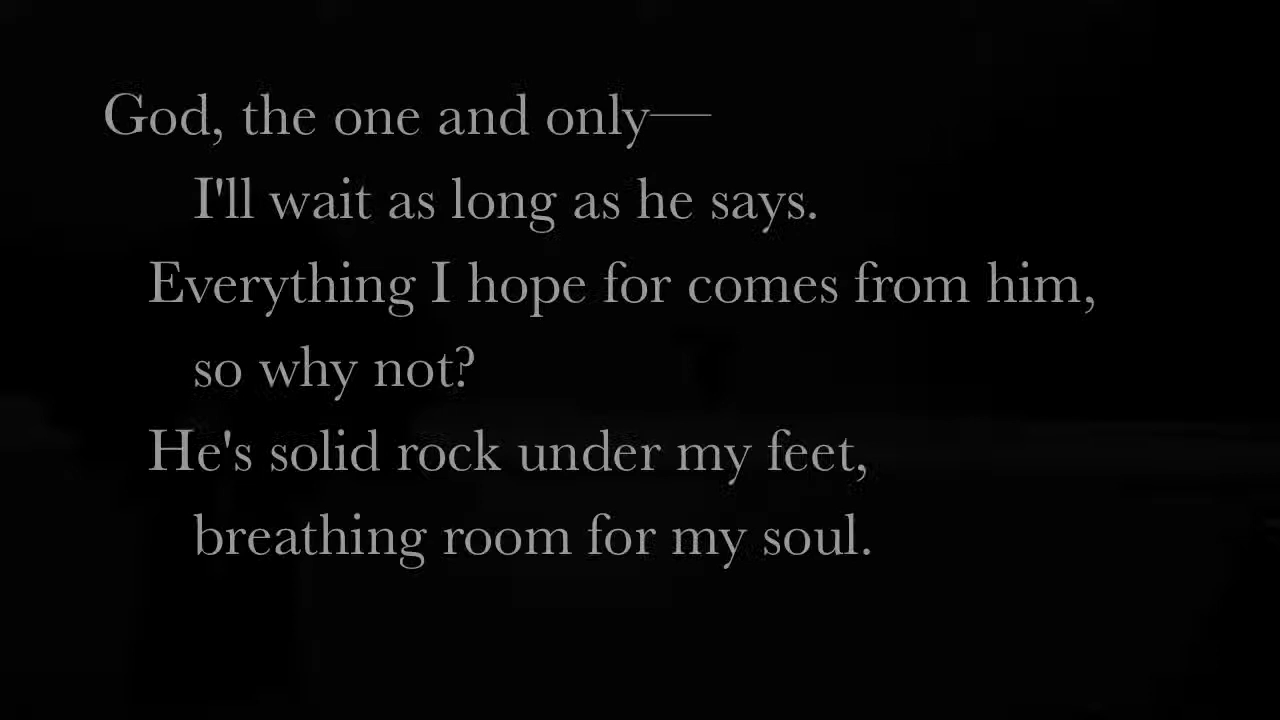 God, the one and only—
I'll wait as long as he says.
Everything I hope for comes from him,
so why not?
He's solid rock under my feet,
breathing room for my soul.